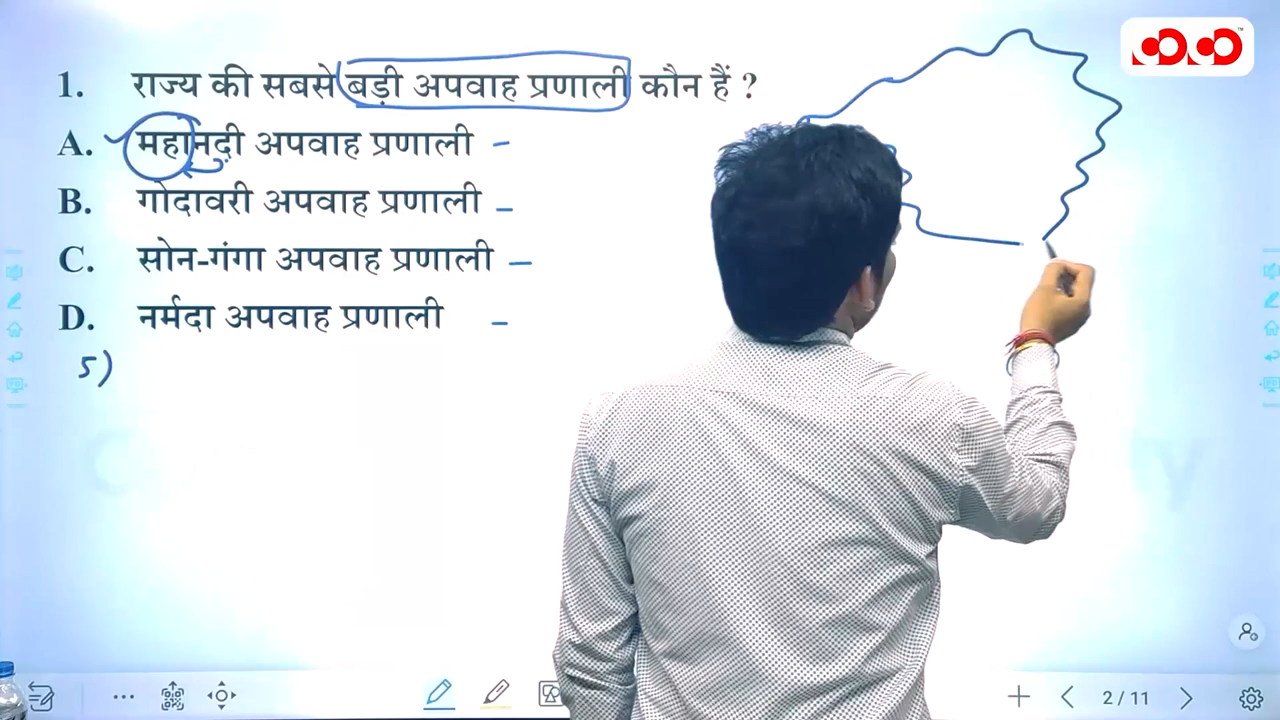 1. राज्य की सबसे बड़ी अपवाह प्रणाली कौन हैं ?
A. महानदी अपवाह प्रणाली -
B. गोदावरी अपवाह प्रणाली -
C. सोन-गंगा अपवाह प्रणाली -
D. नर्मदा अपवाह प्रणाली -
5)
2 / 11